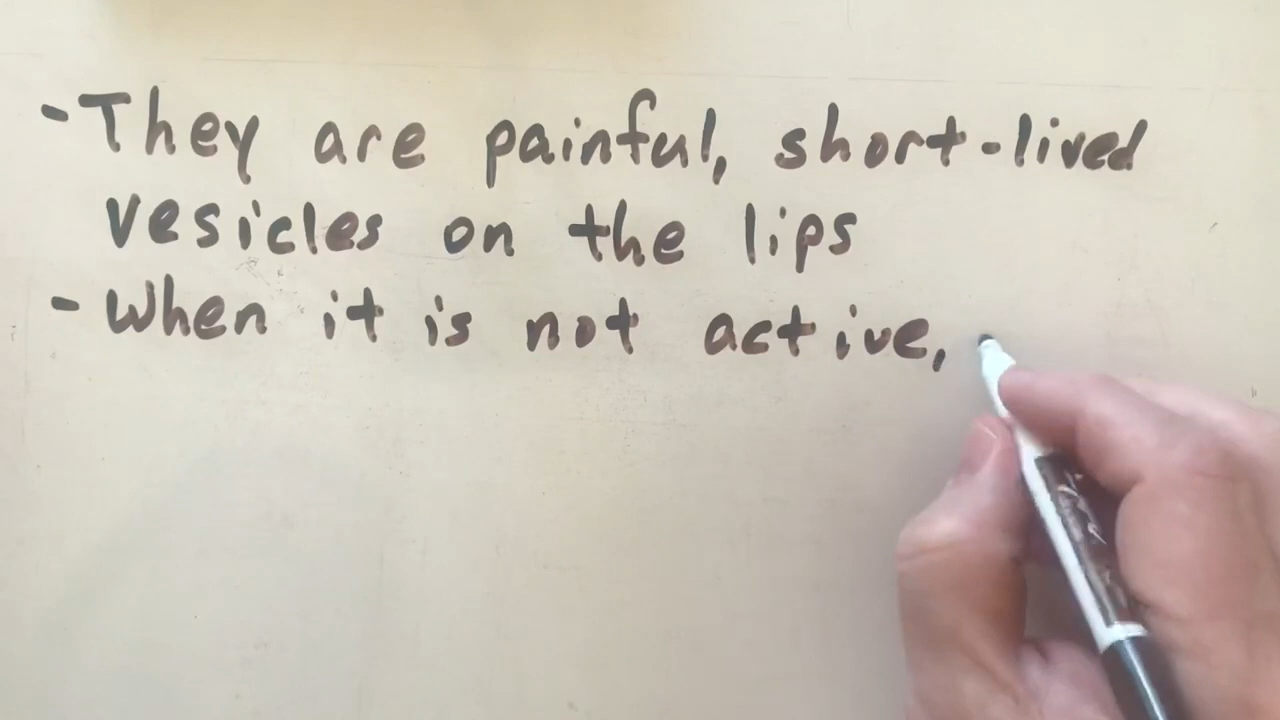 - They are painful, short-lived
vesicles on the lips
- When it is not active,